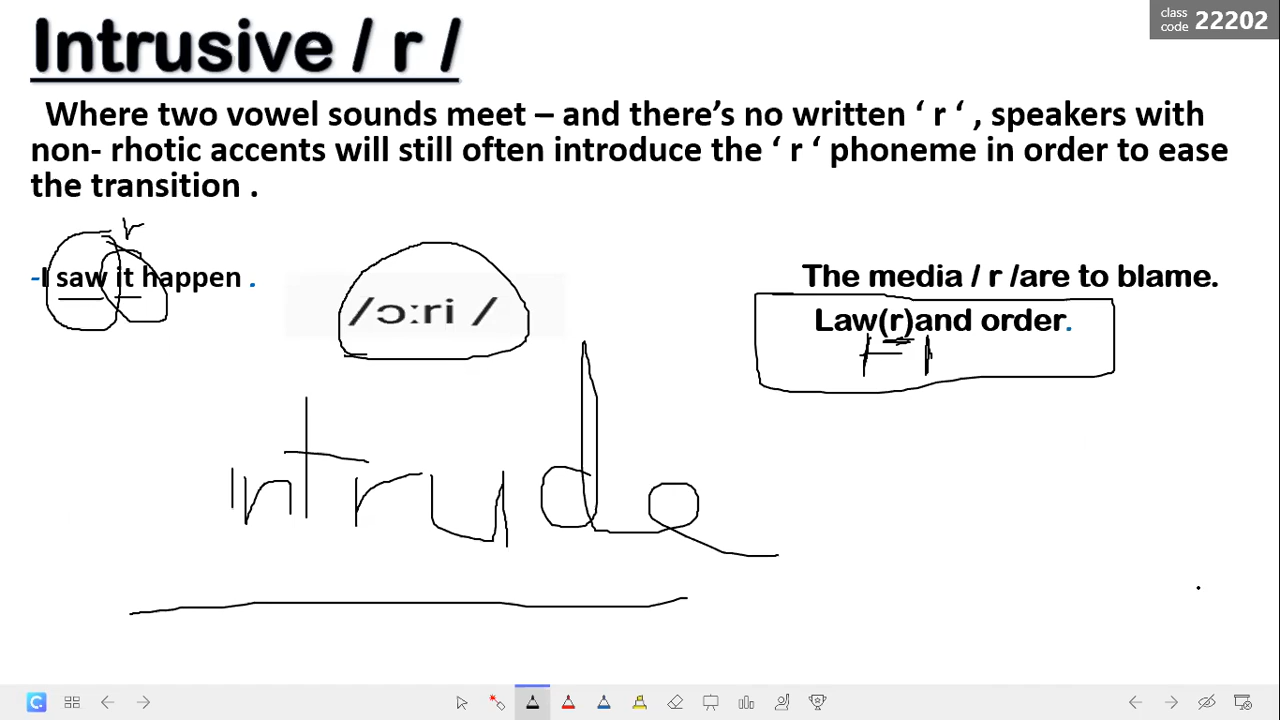 Intrusive / r /
class code 22202
Where two vowel sounds meet – and there's no written ' r ' , speakers with
non- rhotic accents will still often introduce the ' r ' phoneme in order to ease
the transition .
r
-I saw it happen .
/ɔ:ri /
The media / r /are to blame.
Law(r)and order.
intrude